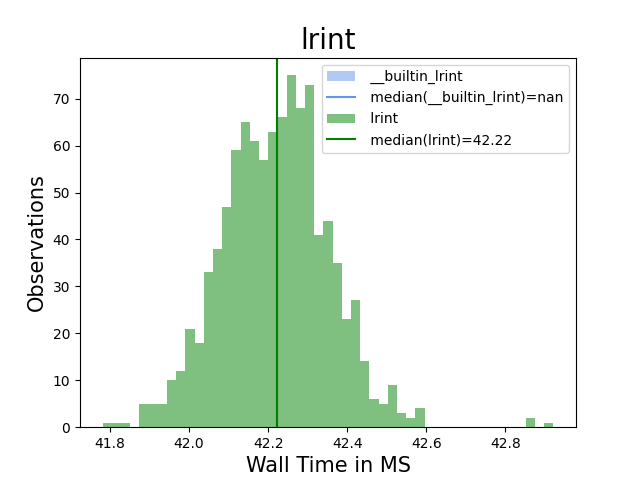 lrint
__builtin_lrint
median(__builtin_lrint)=nan
lrint
median(lrint)=42.22
Observations
70
60
50
40
30
20
10
0
41.8 42.0 42.2 42.4 42.6 42.8
Wall Time in MS